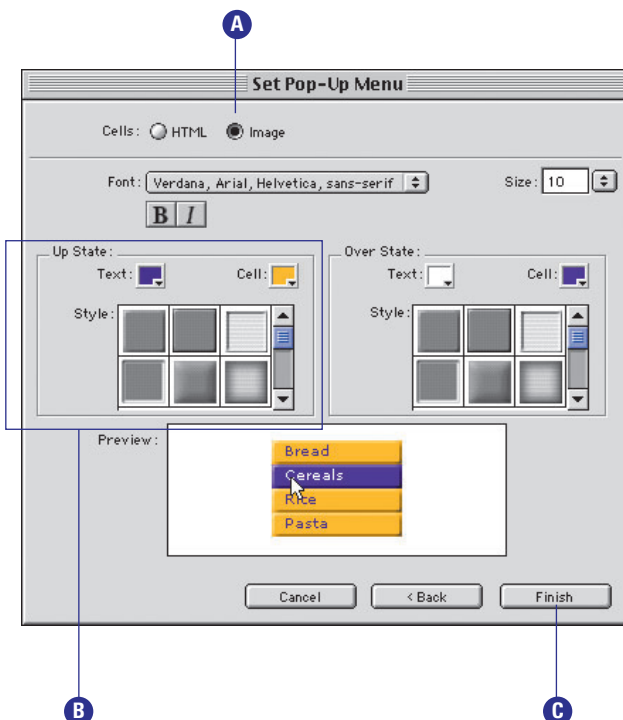 A
Set Pop-Up Menu
Cells: HTML Image
Font: Verdana, Arial, Helvetica, sans-serif Size: 10
B I
Up State: Over State:
Text: Cell: Text: Cell:
Style: Style:
Preview:
Bread
Cereals
Rice
Pasta
Cancel < Back Finish
B C